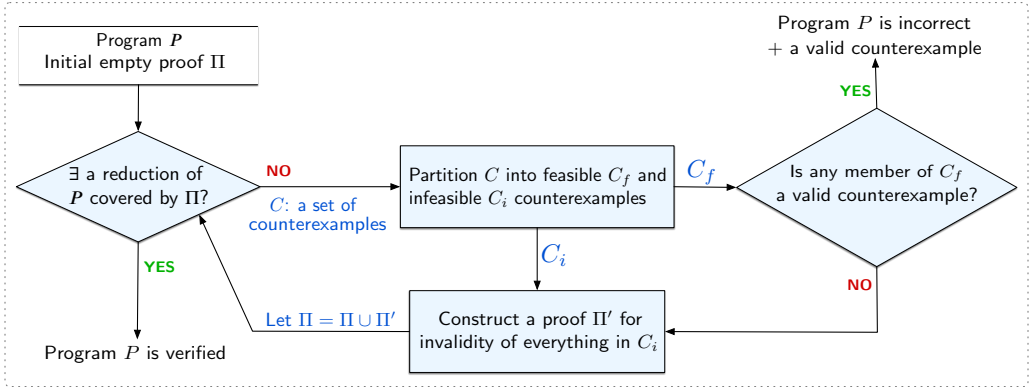 Program P
Initial empty proof Π
Program P is incorrect
+ a valid counterexample
YES
∃ a reduction of
P covered by Π?
NO
C: a set of
counterexamples
Partition C into feasible C_f and
infeasible C_i counterexamples
C_f
Is any member of C_f
a valid counterexample?
YES
C_i
NO
Let Π = Π ∪ Π′
Construct a proof Π′ for
invalidity of everything in C_i
Program P is verified